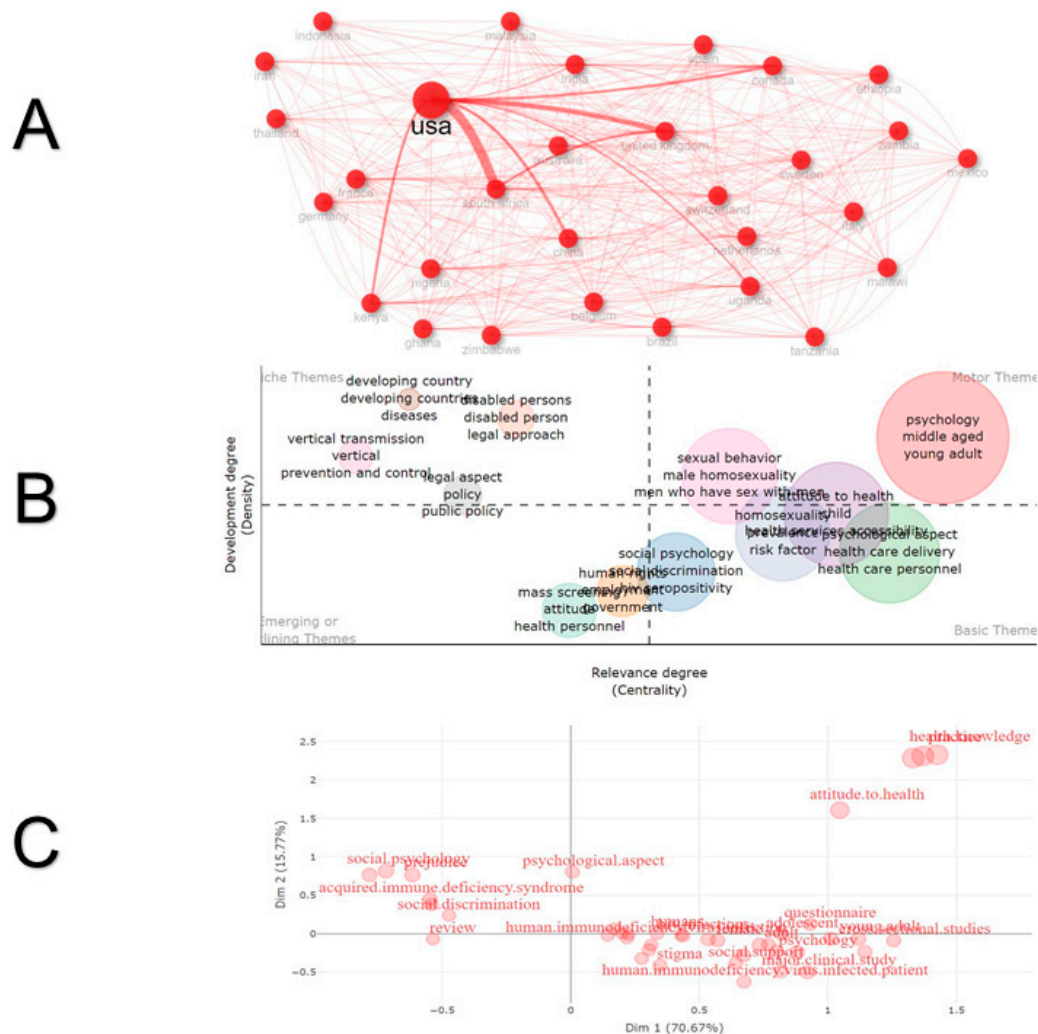 A
indonesia
malaysia
spain
iran
india
canada
ethiopia
usa
thailand
australia
united kingdom
zambia
sweden
mexico
france
germany
south africa
switzerland
italy
china
netherlands
nigeria
malawi
kenya
uganda
belgium
ghana
zimbabwe
brazil
tanzania
B
iche Themes
Motor Theme
developing country
developing countries
diseases
disabled persons
disabled person
legal approach
vertical transmission
vertical
prevention and control
legal aspect
policy
public policy
psychology
middle aged
young adult
sexual behavior
male homosexuality
men who have sex with men
attitude to health
child
health services accessibility
homosexuality
prevalence
risk factor
psychological aspect
health care delivery
health care personnel
social psychology
social discrimination
hiv seropositivity
human rights
employment
government
mass screening
attitude
health personnel
Emerging or
lining Themes
Basic Theme
Development degree
(Density)
Relevance degree
(Centrality)
C
2.5
2
1.5
1
0.5
0
−0.5
Dim 2 (15.77%)
knowledge
attitude.to.health
social.psychology
prejudice
psychological.aspect
acquired.immune.deficiency.syndrome
social.discrimination
review
humans
adolescent
questionnaire
adult
young.adult
cross.sectional.studies
psychology
stigma
social.support
major.clinical.study
human.immunodeficiency.virus.infected.patient
−0.5
0
0.5
1
1.5
Dim 1 (70.67%)